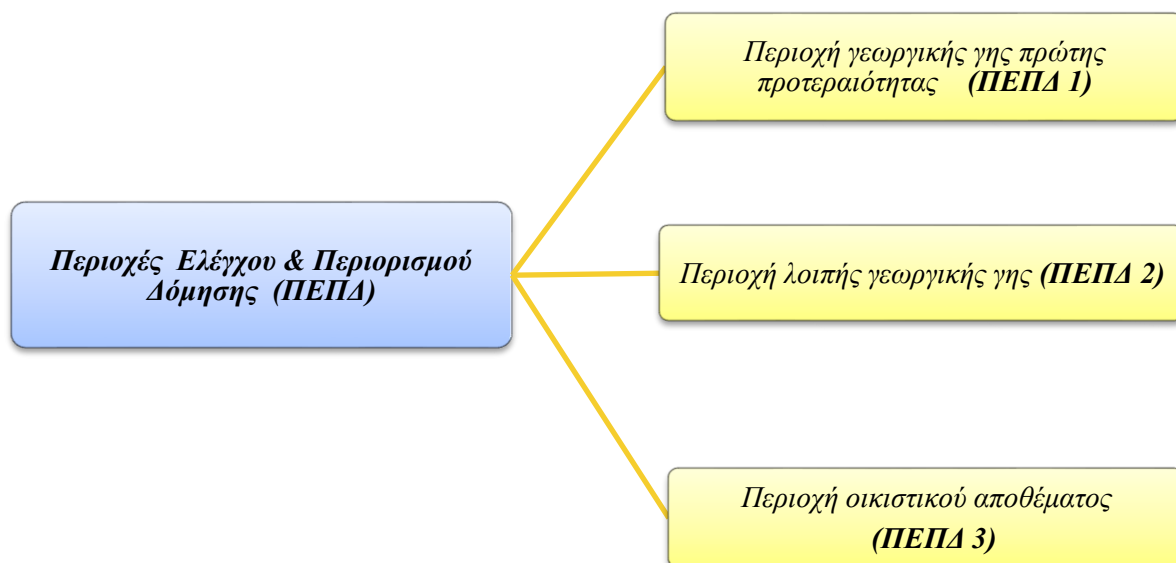 Περιοχή γεωργικής γης πρώτης
προτεραιότητας (ΠΕΠΔ 1)
Περιοχές Ελέγχου & Περιορισμού
Δόμησης (ΠΕΠΔ)
Περιοχή λοιπής γεωργικής γης (ΠΕΠΔ 2)
Περιοχή οικιστικού αποθέματος
(ΠΕΠΔ 3)